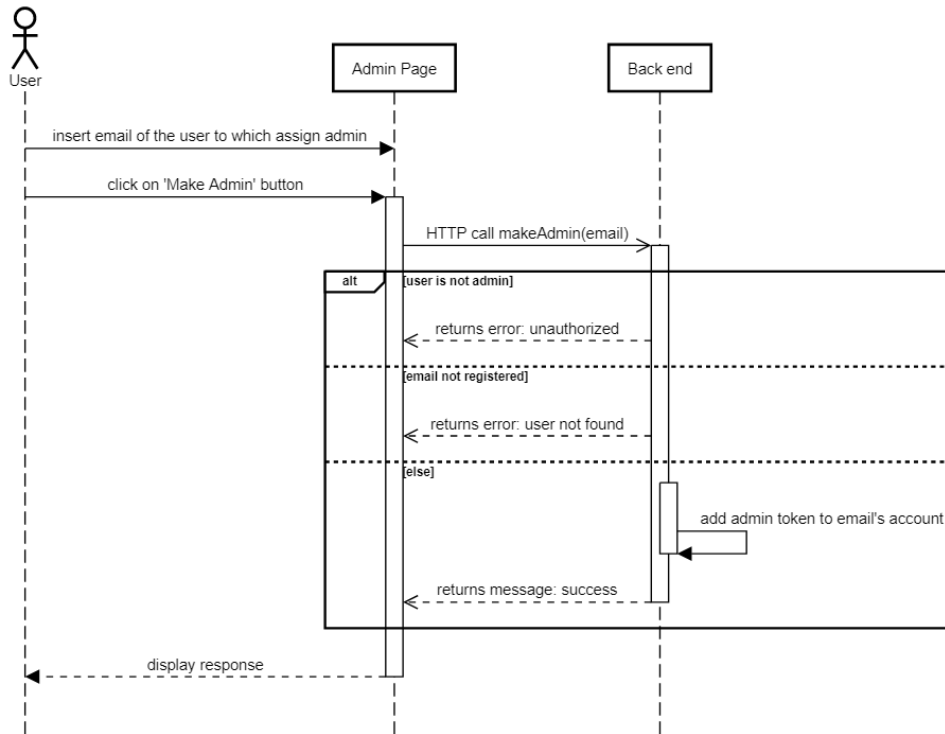 User
Admin Page
Back end
insert email of the user to which assign admin
click on 'Make Admin' button
HTTP call makeAdmin(email)
alt
[user is not admin]
returns error: unauthorized
[email not registered]
returns error: user not found
[else]
add admin token to email's account
returns message: success
display response